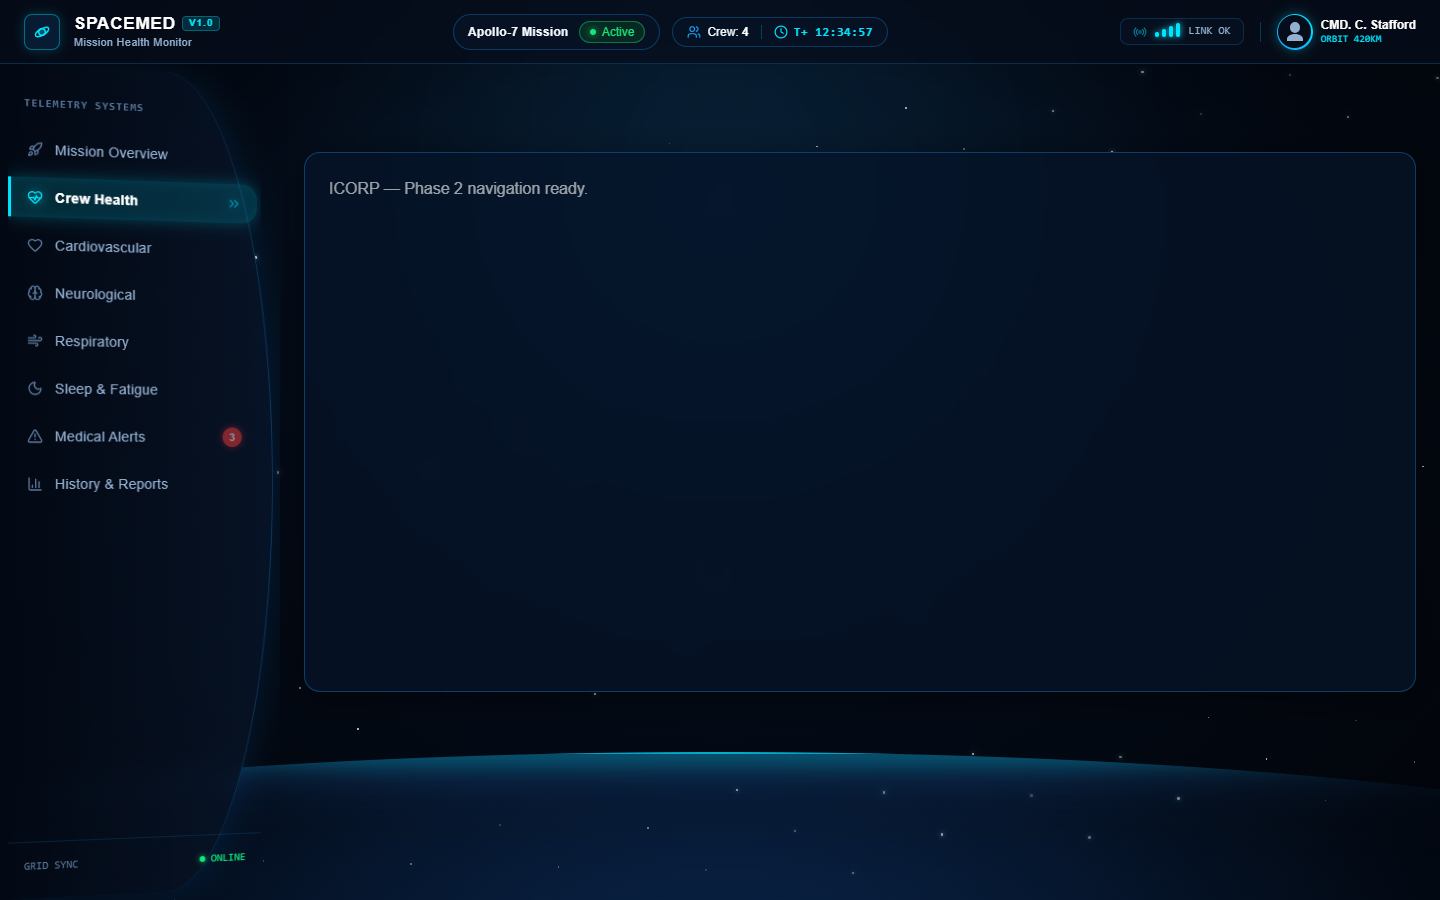 SPACEMED V1.0
Mission Health Monitor
Apollo-7 Mission Active
Crew: 4 T+ 12:34:57
LINK OK
CMD. C. Stafford
ORBIT 420KM
TELEMETRY SYSTEMS
Mission Overview
Crew Health
Cardiovascular
Neurological
Respiratory
Sleep & Fatigue
Medical Alerts 3
History & Reports
GRID SYNC ONLINE
ICORP — Phase 2 navigation ready.